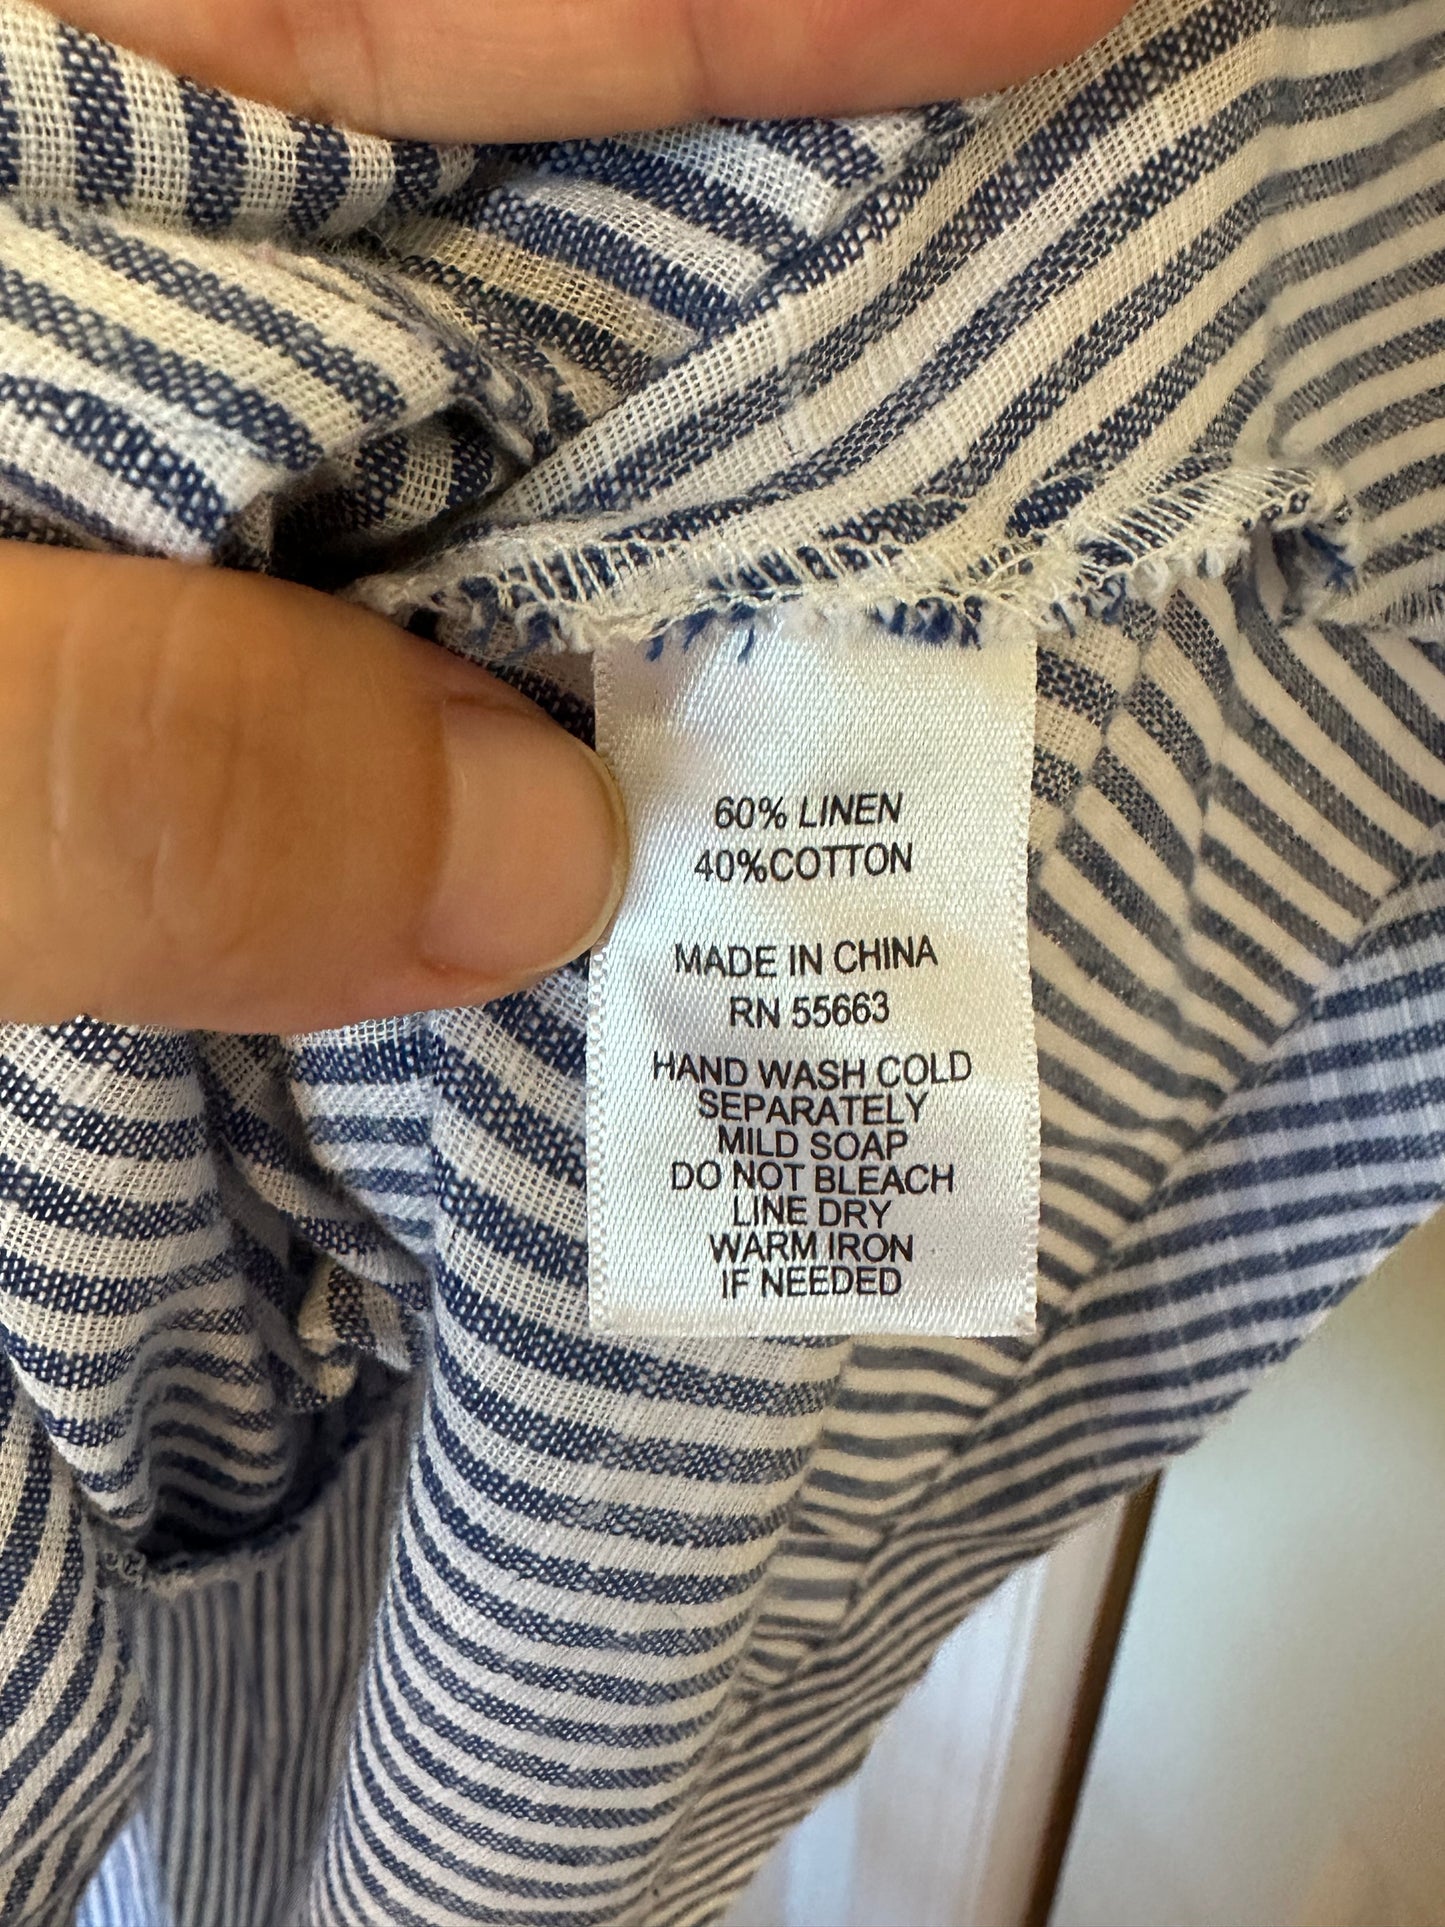 60% LINEN
40%COTTON
MADE IN CHINA
RN 55663
HAND WASH COLD
SEPARATELY
MILD SOAP
DO NOT BLEACH
LINE DRY
WARM IRON
IF NEEDED